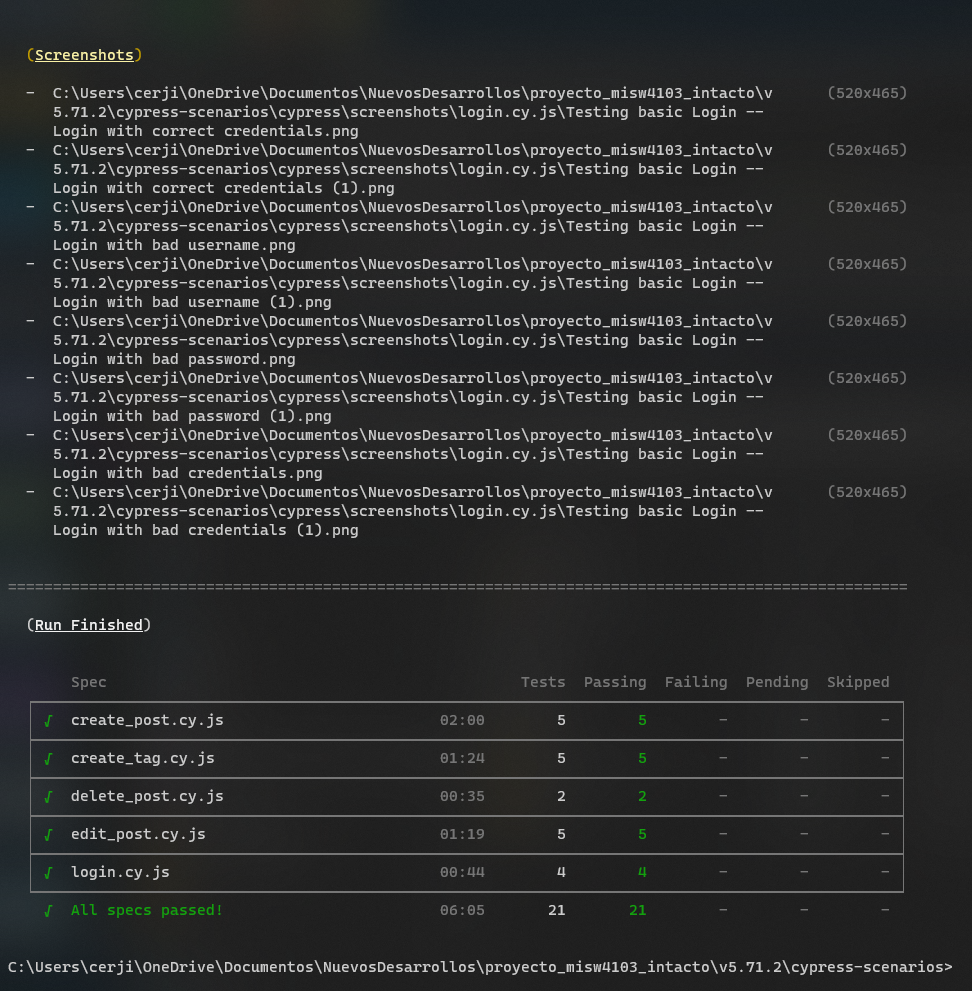 (Screenshots)
-  C:\Users\cerji\OneDrive\Documentos\NuevosDesarrollos\proyecto_misw4103_intacto\v      (520x465)
5.71.2\cypress-scenarios\cypress\screenshots\login.cy.js\Testing basic Login --
Login with correct credentials.png
-  C:\Users\cerji\OneDrive\Documentos\NuevosDesarrollos\proyecto_misw4103_intacto\v      (520x465)
5.71.2\cypress-scenarios\cypress\screenshots\login.cy.js\Testing basic Login --
Login with correct credentials (1).png
-  C:\Users\cerji\OneDrive\Documentos\NuevosDesarrollos\proyecto_misw4103_intacto\v      (520x465)
5.71.2\cypress-scenarios\cypress\screenshots\login.cy.js\Testing basic Login --
Login with bad username.png
-  C:\Users\cerji\OneDrive\Documentos\NuevosDesarrollos\proyecto_misw4103_intacto\v      (520x465)
5.71.2\cypress-scenarios\cypress\screenshots\login.cy.js\Testing basic Login --
Login with bad username (1).png
-  C:\Users\cerji\OneDrive\Documentos\NuevosDesarrollos\proyecto_misw4103_intacto\v      (520x465)
5.71.2\cypress-scenarios\cypress\screenshots\login.cy.js\Testing basic Login --
Login with bad password.png
-  C:\Users\cerji\OneDrive\Documentos\NuevosDesarrollos\proyecto_misw4103_intacto\v      (520x465)
5.71.2\cypress-scenarios\cypress\screenshots\login.cy.js\Testing basic Login --
Login with bad password (1).png
-  C:\Users\cerji\OneDrive\Documentos\NuevosDesarrollos\proyecto_misw4103_intacto\v      (520x465)
5.71.2\cypress-scenarios\cypress\screenshots\login.cy.js\Testing basic Login --
Login with bad credentials.png
-  C:\Users\cerji\OneDrive\Documentos\NuevosDesarrollos\proyecto_misw4103_intacto\v      (520x465)
5.71.2\cypress-scenarios\cypress\screenshots\login.cy.js\Testing basic Login --
Login with bad credentials (1).png
====================================================================================================
(Run Finished)
Spec Tests Passing Failing Pending Skipped
√ create_post.cy.js 02:00 5 5 - - -
√ create_tag.cy.js 01:24 5 5 - - -
√ delete_post.cy.js 00:35 2 2 - - -
√ edit_post.cy.js 01:19 5 5 - - -
√ login.cy.js 00:44 4 4 - - -
√ All specs passed! 06:05 21 21 - - -
C:\Users\cerji\OneDrive\Documentos\NuevosDesarrollos\proyecto_misw4103_intacto\v5.71.2\cypress-scenarios>